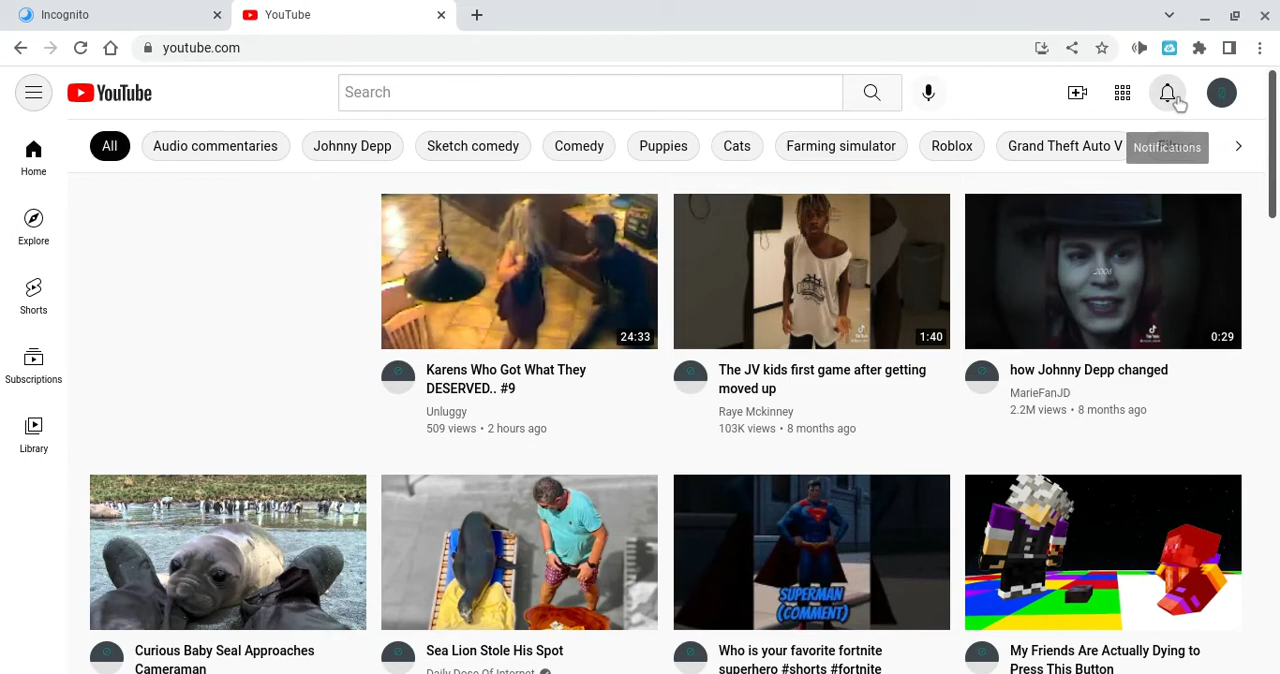 Incognito
YouTube
youtube.com
YouTube
Search
All
Audio commentaries
Johnny Depp
Sketch comedy
Comedy
Puppies
Cats
Farming simulator
Roblox
Grand Theft Auto V
Notifications
Home
Explore
Shorts
Subscriptions
Library
24:33
1:40
2006
0:29
Karens Who Got What They
DESERVED.. #9
Unluggy
509 views • 2 hours ago
The JV kids first game after getting
moved up
Raye Mckinney
103K views • 8 months ago
how Johnny Depp changed
MarieFanJD
2.2M views • 8 months ago
SUPERMAN
(COMMENT)
Curious Baby Seal Approaches
Cameraman
Sea Lion Stole His Spot
Daily Dose Of Internet
Who is your favorite fortnite
superhero #shorts #fortnite
My Friends Are Actually Dying to
Press This Button